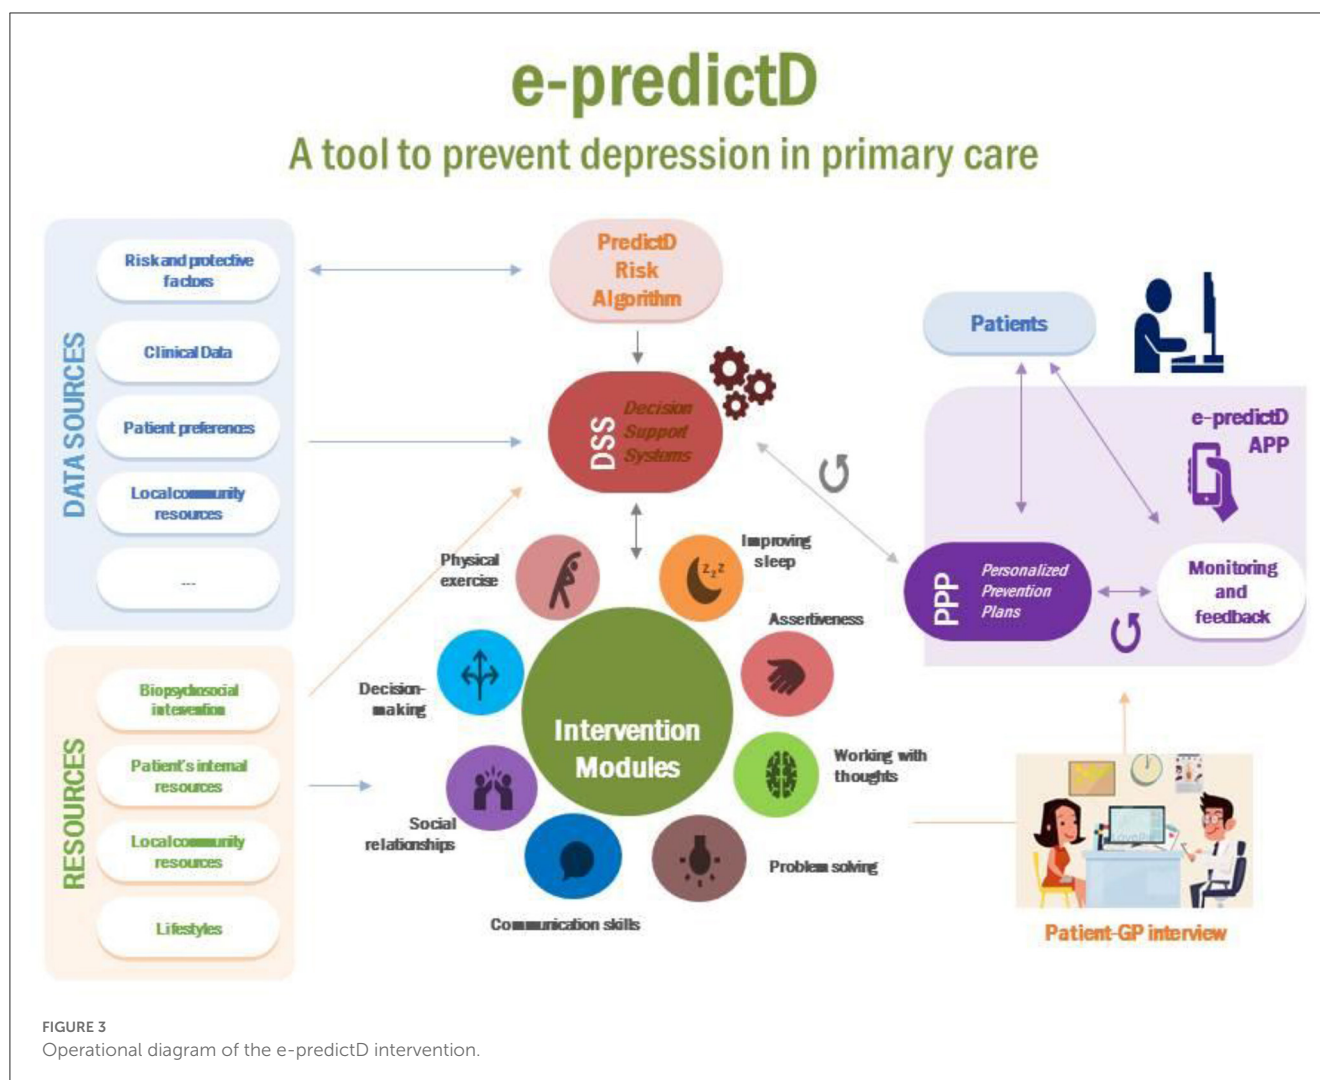 e-predictD
A tool to prevent depression in primary care
DATA SOURCES
Risk and protective
factors
Clinical Data
Patient preferences
Local community
resources
...
RESOURCES
Biopsychosocial
intervention
Patient's internal
resources
Local community
resources
Lifestyles
PredictD
Risk
Algorithm
DSS
Decision
Support
Systems
Physical
exercise
Improving
sleep
zzz
Assertiveness
Decision-
making
Intervention
Modules
Working with
thoughts
Social
relationships
Problem solving
Communication skills
Patients
e-predictD
APP
PPP
Personalized
Prevention
Plans
Monitoring
and
feedback
Patient-GP interview
FIGURE 3
Operational diagram of the e-predictD intervention.